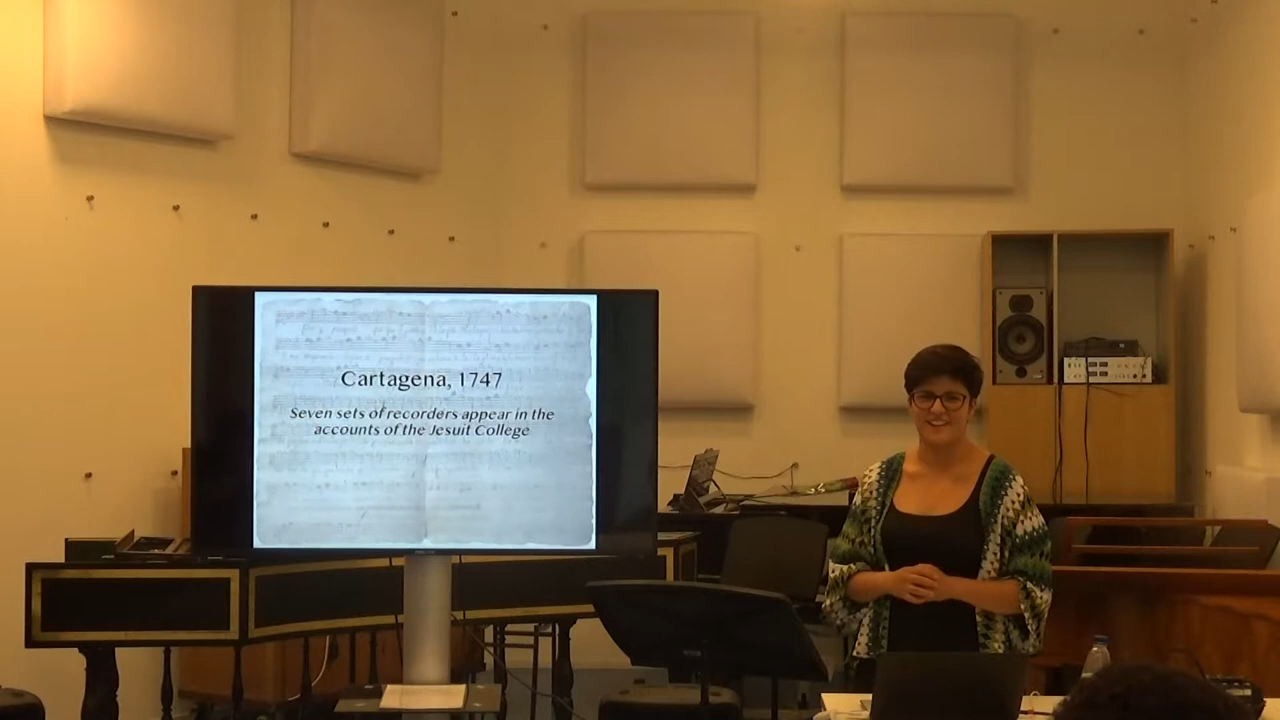 Cartagena, 1747
Seven sets of recorders appear in the
accounts of the Jesuit College